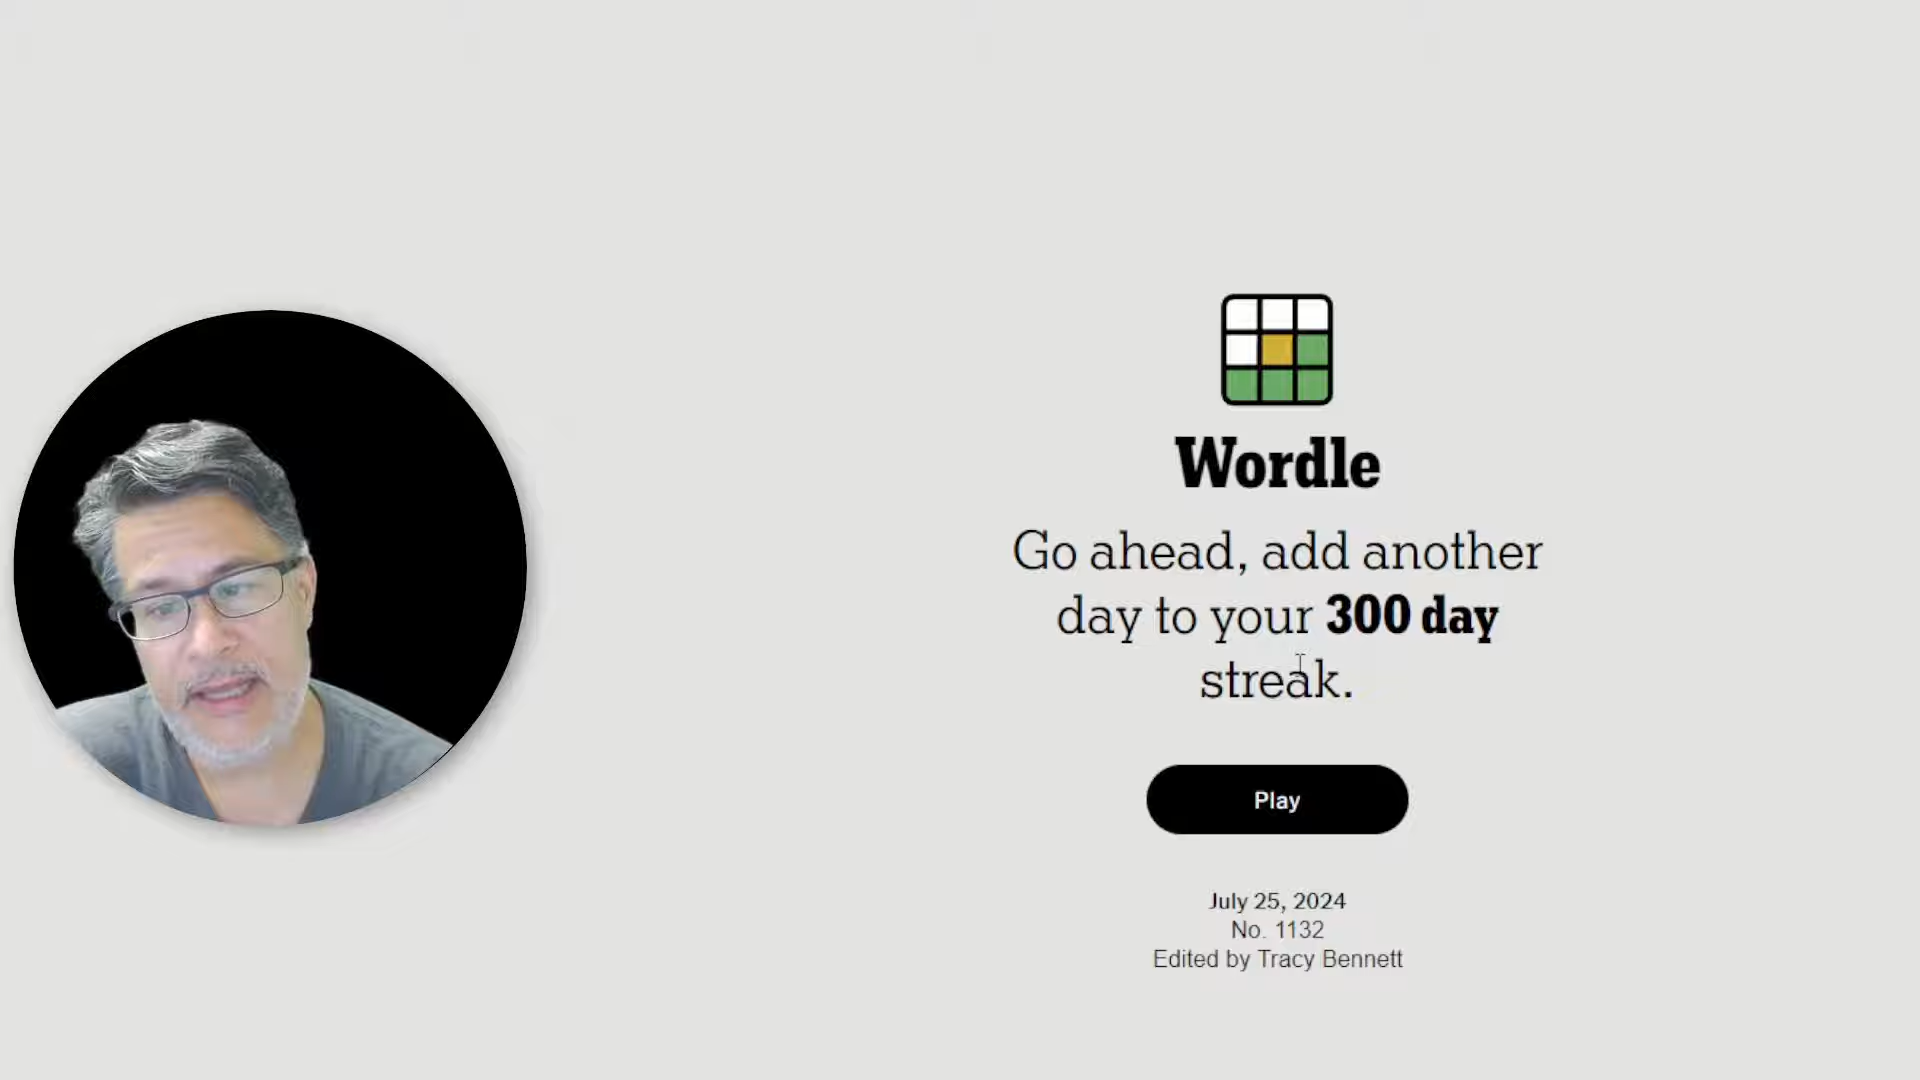 Wordle
Go ahead, add another
day to your 300 day
streak.
Play
July 25, 2024
No. 1132
Edited by Tracy Bennett